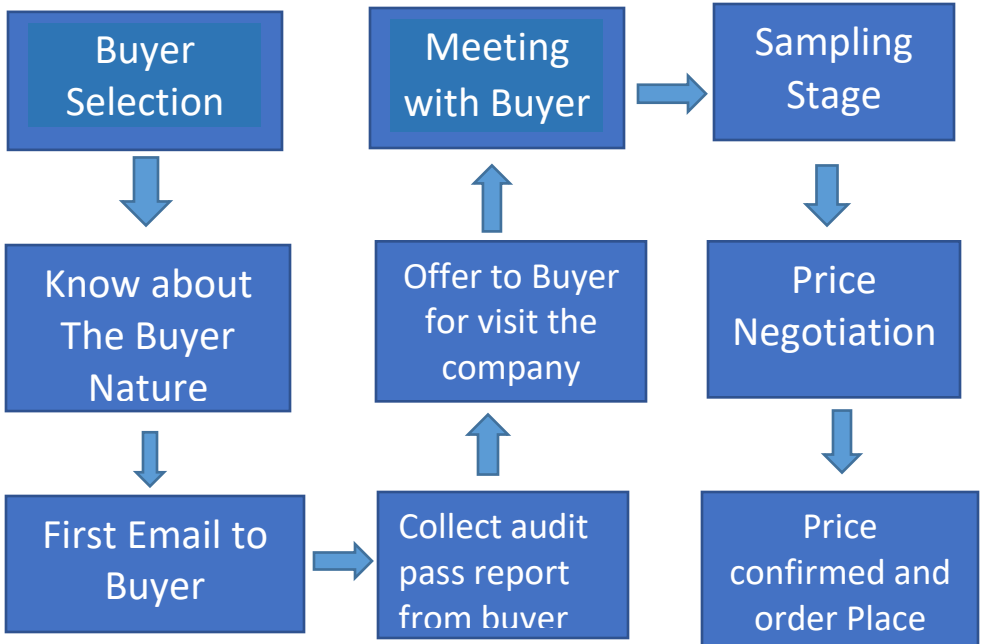 Buyer
Selection
Know about
The Buyer
Nature
First Email to
Buyer
Collect audit
pass report
from buyer
Offer to Buyer
for visit the
company
Meeting
with Buyer
Sampling
Stage
Price
Negotiation
Price
confirmed and
order Place